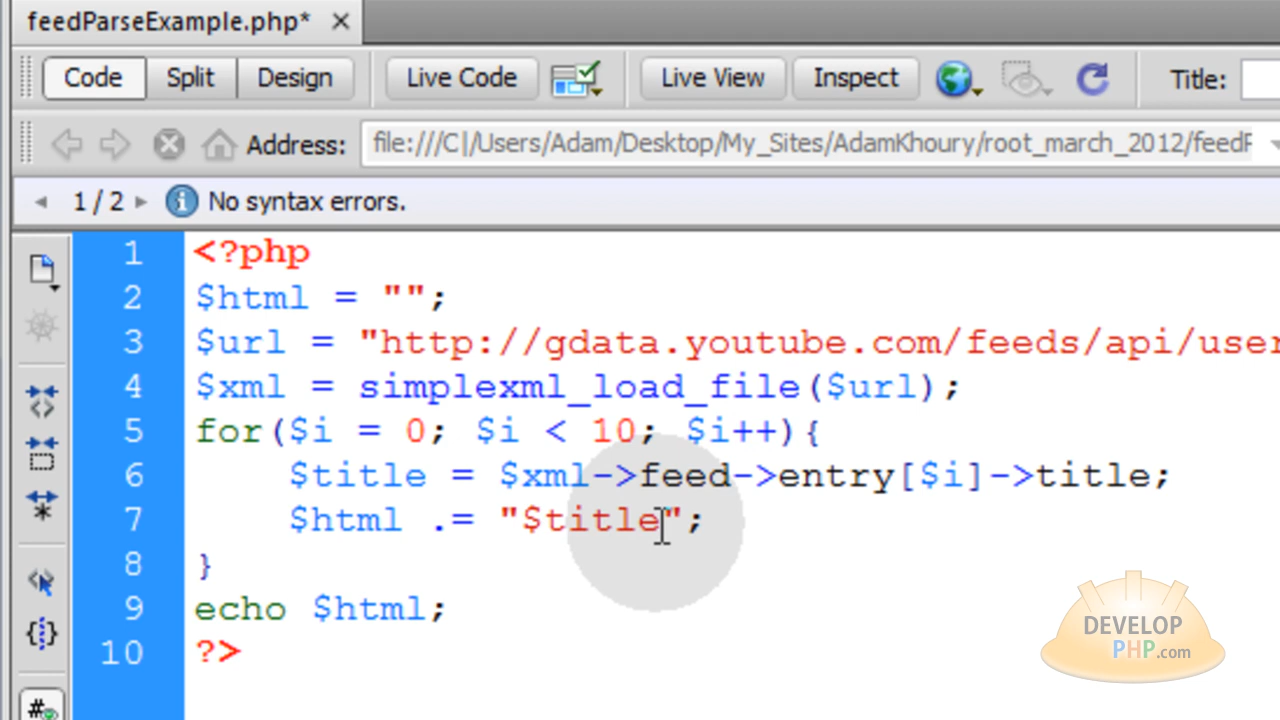 feedParseExample.php* ×
Code Split Design Live Code Live View Inspect Title:
Address: file:///C|/Users/Adam/Desktop/My_Sites/AdamKhoury/root_march_2012/feedF
1 / 2 No syntax errors.
1 <?php
2 $html = "";
3 $url = "http://gdata.youtube.com/feeds/api/user
4 $xml = simplexml_load_file($url);
5 for($i = 0; $i < 10; $i++){
6 $title = $xml->feed->entry[$i]->title;
7 $html .= "$title";
8 }
9 echo $html;
10 ?>
DEVELOP
PHP.com